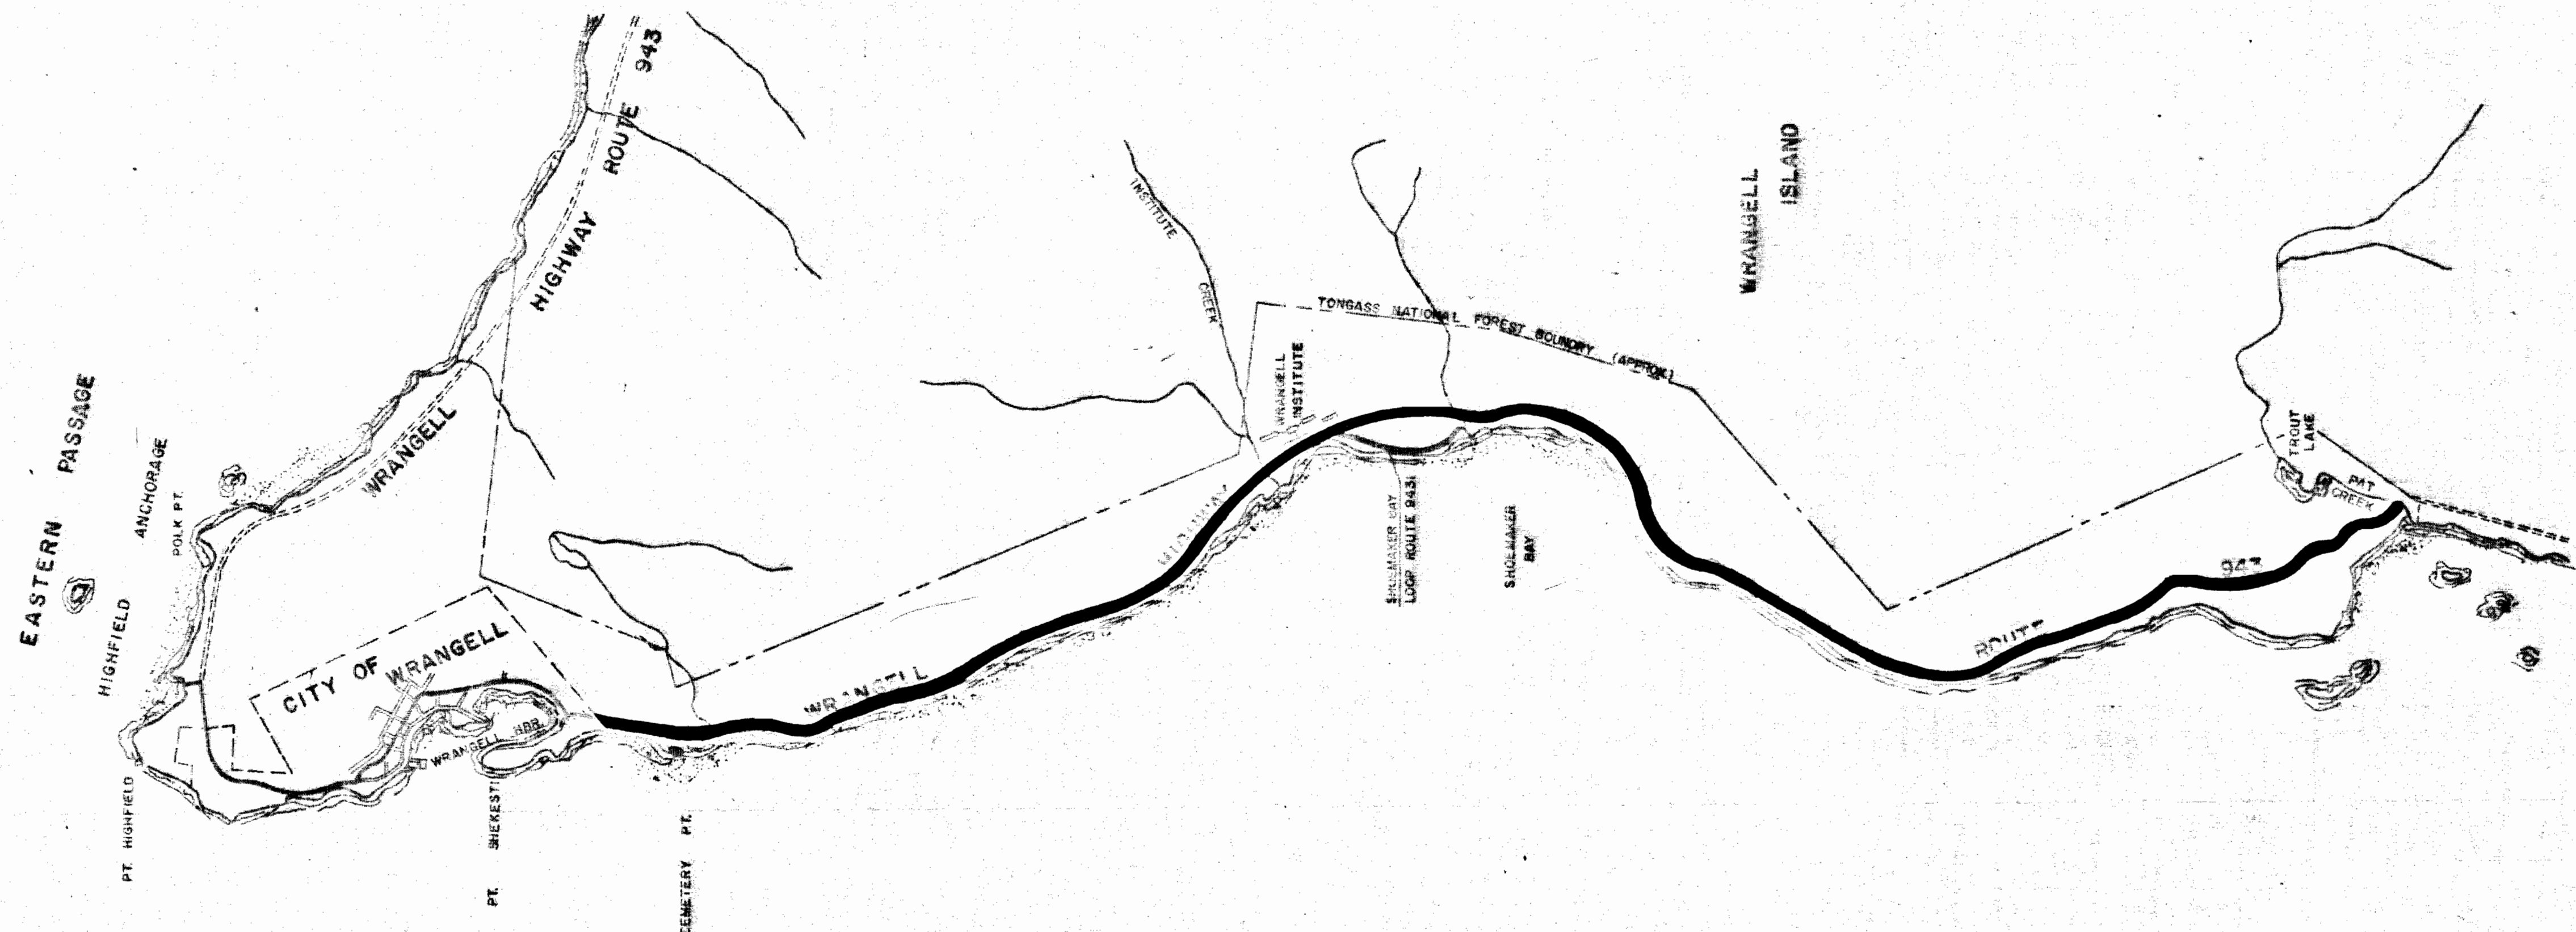 EASTERN PASSAGE
HIGHFIELD ANCHORAGE
POLK PT.
PT. HIGHFIELD
WRANGELL HIGHWAY ROUTE 943
CITY OF WRANGELL
WRANGELL HBR.
PT. SHEKESTI
CEMETERY PT.
WRANGELL HIGHWAY ROUTE 943
INSTITUTE CREEK
WRANGELL
INSTITUTE
TONGASS NATIONAL FOREST BOUNDRY (APPROX.)
SHOEMAKER BAY
LOOP ROUTE 9431
SHOEMAKER
BAY
WRANGELL
ISLAND
TROUT
LAKE
PAT
CREEK